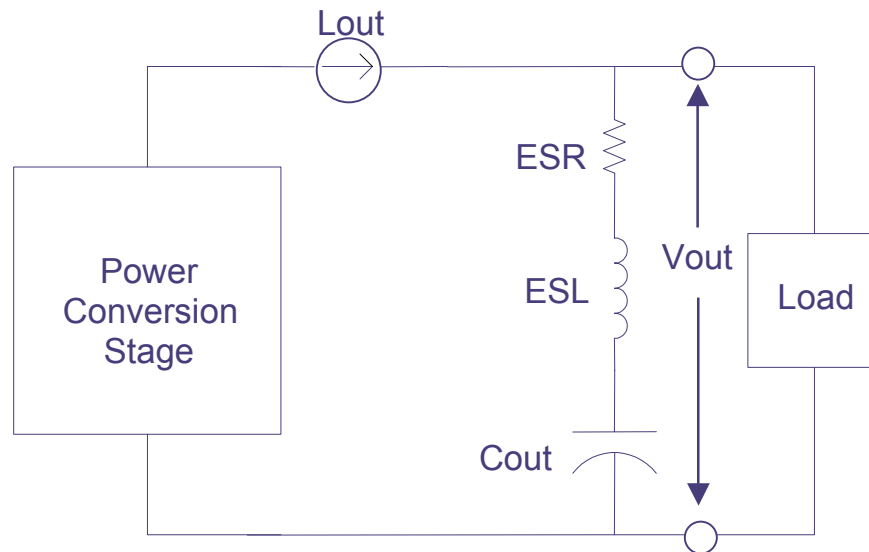 Lout
ESR
Power
Conversion
Stage
ESL
Vout
Load
Cout